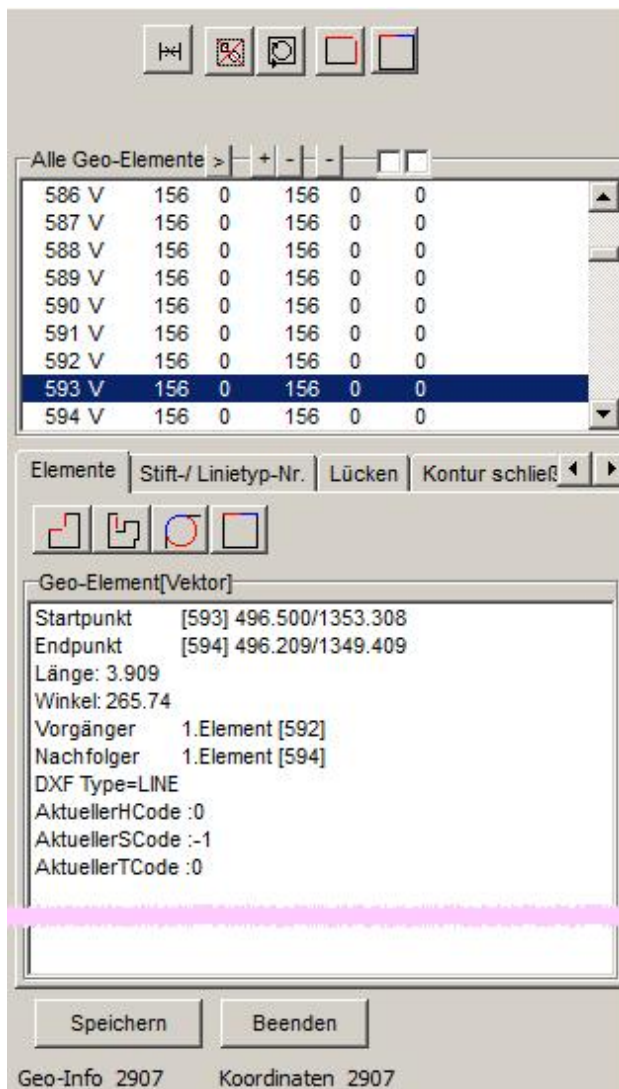 Alle Geo-Elemente > + - -
586 V 156 0 156 0 0
587 V 156 0 156 0 0
588 V 156 0 156 0 0
589 V 156 0 156 0 0
590 V 156 0 156 0 0
591 V 156 0 156 0 0
592 V 156 0 156 0 0
593 V 156 0 156 0 0
594 V 156 0 156 0 0
Elemente Stift-/ Linietyp-Nr. Lücken Kontur schließ
Geo-Element[Vektor]
Startpunkt [593] 496.500/1353.308
Endpunkt [594] 496.209/1349.409
Länge: 3.909
Winkel: 265.74
Vorgänger 1.Element [592]
Nachfolger 1.Element [594]
DXF Type=LINE
AktuellerHCode :0
AktuellerSCode :-1
AktuellerTCode :0
Speichern Beenden
Geo-Info 2907 Koordinaten 2907